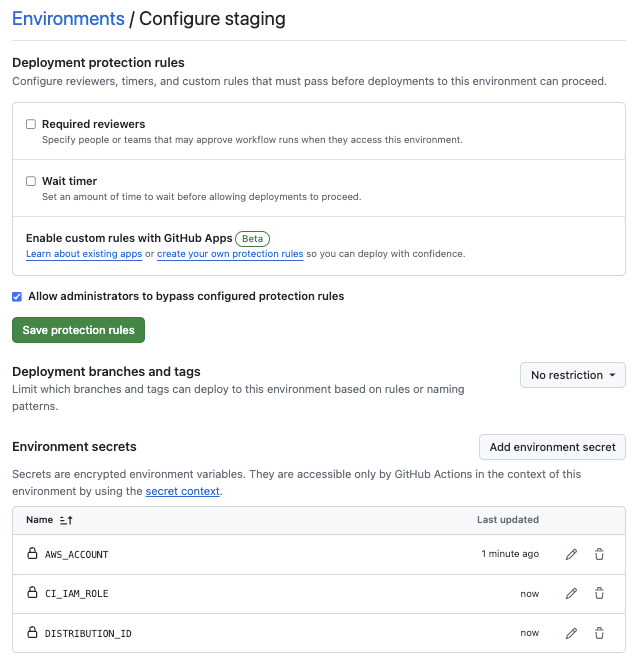 Environments / Configure staging
Deployment protection rules
Configure reviewers, timers, and custom rules that must pass before deployments to this environment can proceed.
Required reviewers
Specify people or teams that may approve workflow runs when they access this environment.
Wait timer
Set an amount of time to wait before allowing deployments to proceed.
Enable custom rules with GitHub Apps Beta
Learn about existing apps or create your own protection rules so you can deploy with confidence.
Allow administrators to bypass configured protection rules
Save protection rules
Deployment branches and tags
No restriction
Limit which branches and tags can deploy to this environment based on rules or naming
patterns.
Environment secrets
Add environment secret
Secrets are encrypted environment variables. They are accessible only by GitHub Actions in the context of this
environment by using the secret context.
Name Last updated
AWS_ACCOUNT 1 minute ago
CI_IAM_ROLE now
DISTRIBUTION_ID now